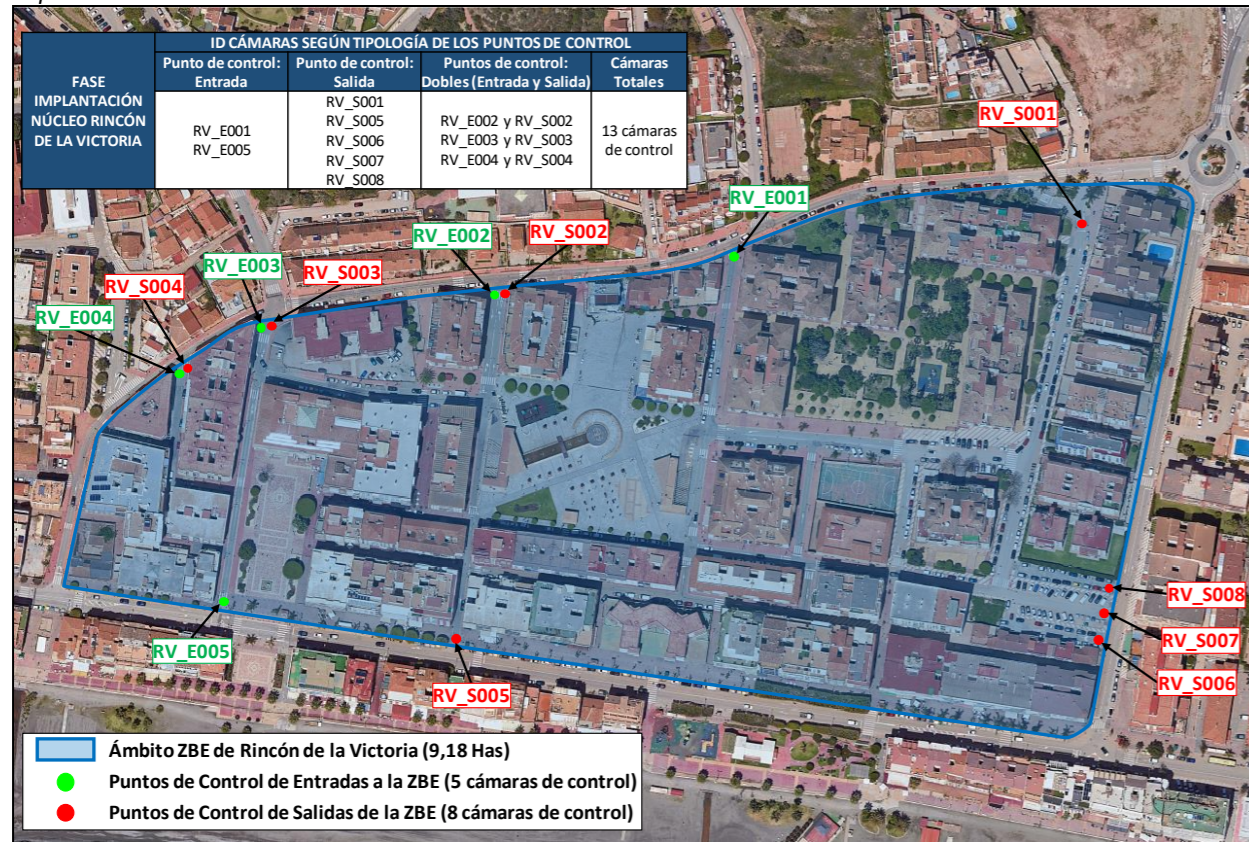 ID CÁMARAS SEGÚN TIPOLOGÍA DE LOS PUNTOS DE CONTROL
FASE
IMPLANTACIÓN
NÚCLEO RINCÓN
DE LA VICTORIA
Punto de control:
Entrada
Punto de control:
Salida
Puntos de control:
Dobles (Entrada y Salida)
Cámaras
Totales
RV_E001
RV_E005
RV_S001
RV_S005
RV_S006
RV_S007
RV_S008
RV_E002 y RV_S002
RV_E003 y RV_S003
RV_E004 y RV_S004
13 cámaras
de control
RV_S001
RV_E001
RV_E002
RV_S002
RV_E003
RV_S003
RV_S004
RV_E004
RV_S008
RV_S007
RV_S006
RV_E005
RV_S005
Ámbito ZBE de Rincón de la Victoria (9,18 Has)
Puntos de Control de Entradas a la ZBE (5 cámaras de control)
Puntos de Control de Salidas de la ZBE (8 cámaras de control)